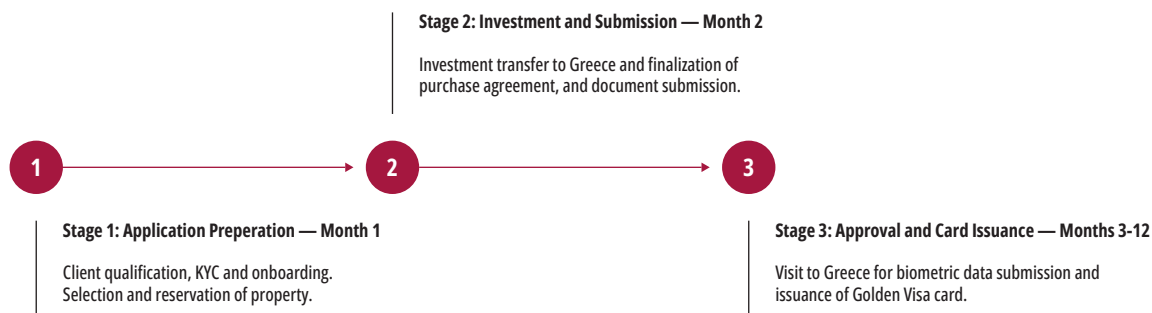 Stage 2: Investment and Submission — Month 2
Investment transfer to Greece and finalization of
purchase agreement, and document submission.
1
2
3
Stage 1: Application Preperation — Month 1
Client qualification, KYC and onboarding.
Selection and reservation of property.
Stage 3: Approval and Card Issuance — Months 3-12
Visit to Greece for biometric data submission and
issuance of Golden Visa card.